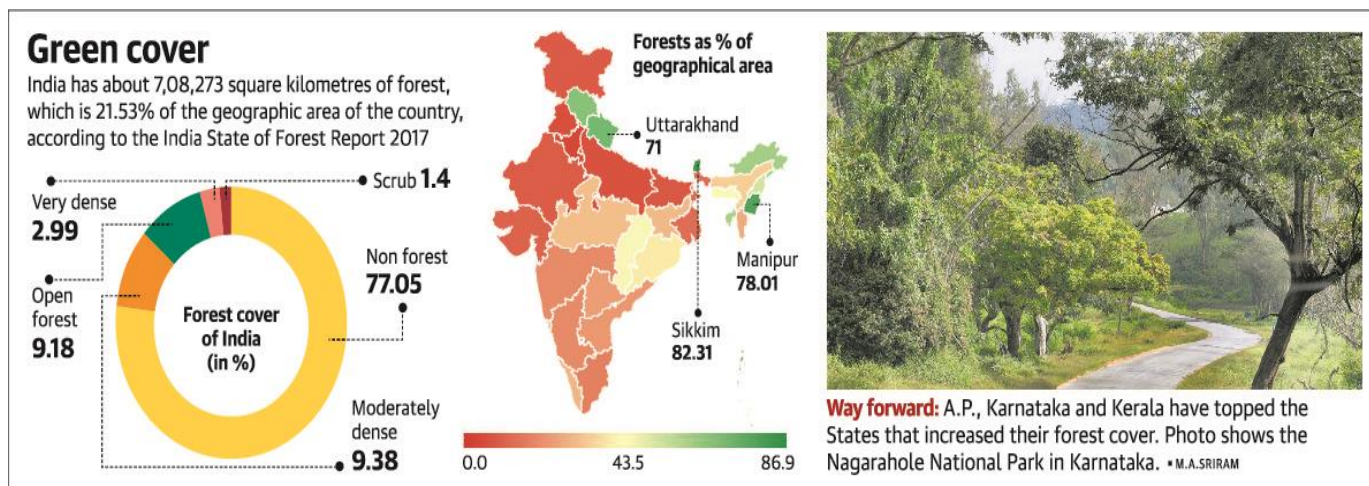 Green cover
India has about 7,08,273 square kilometres of forest,
which is 21.53% of the geographic area of the country,
according to the India State of Forest Report 2017
Scrub 1.4
Very dense
2.99
Non forest
77.05
Open
forest
9.18
Forest cover
of India
(in %)
Moderately
dense
9.38
Forests as % of
geographical area
Uttarakhand
71
Manipur
78.01
Sikkim
82.31
0.0 43.5 86.9
Way forward: A.P., Karnataka and Kerala have topped the
States that increased their forest cover. Photo shows the
Nagarahole National Park in Karnataka. ▪ M.A.SRIRAM